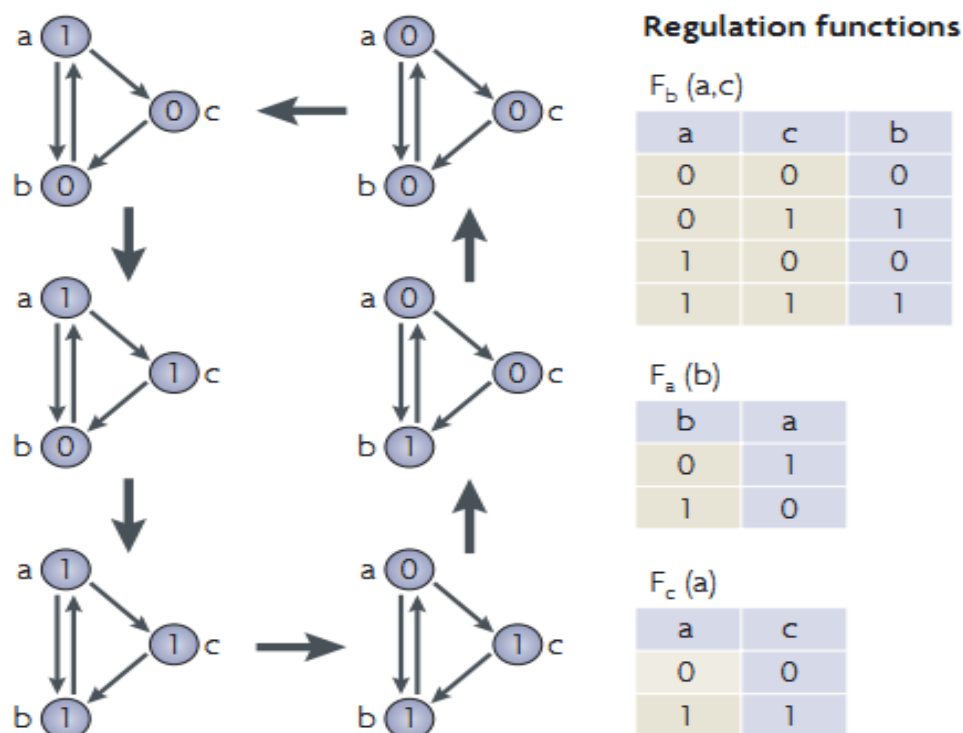 a 1
0 c
b 0
a 0
0 c
b 0
a 1
1 c
b 0
a 0
0 c
b 1
a 1
1 c
b 1
a 0
1 c
b 1
Regulation functions
F_b (a,c)
a c b
0 0 0
0 1 1
1 0 0
1 1 1
F_a (b)
b a
0 1
1 0
F_c (a)
a c
0 0
1 1